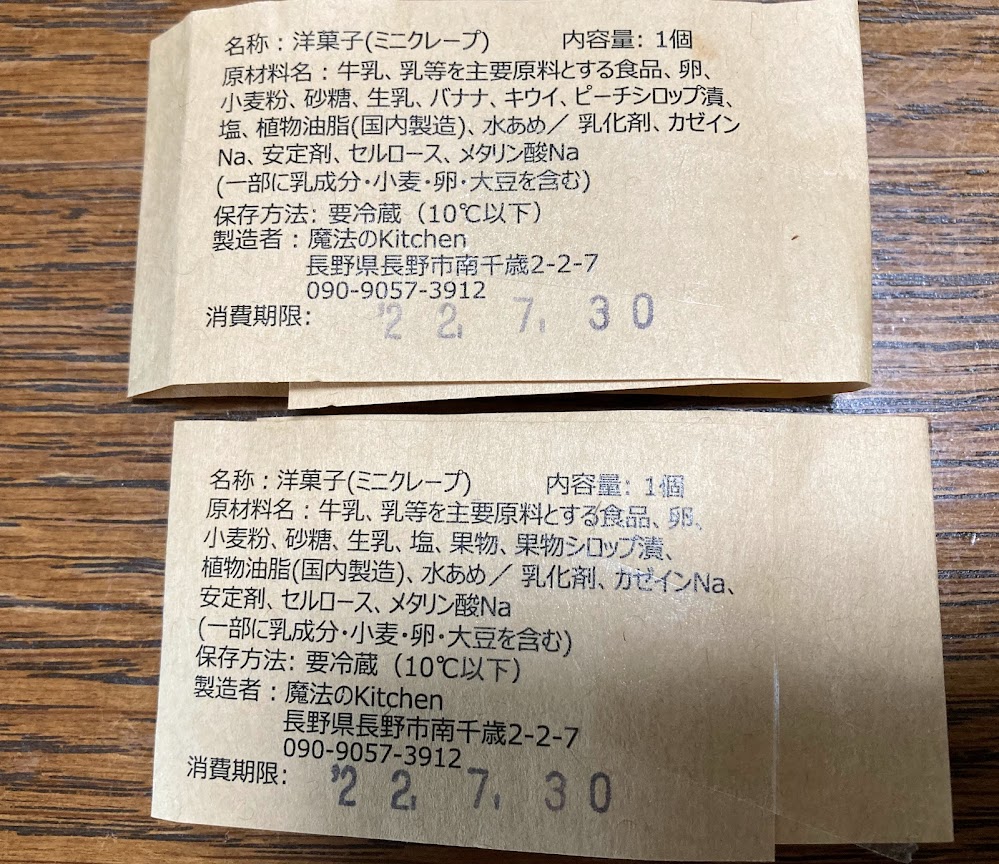 名称：洋菓子(ミニクレープ)　内容量: 1個
原材料名：牛乳、乳等を主要原料とする食品、卵、
小麦粉、砂糖、生乳、バナナ、キウイ、ピーチシロップ漬、
塩、植物油脂(国内製造)、水あめ／ 乳化剤、カゼイン
Na、安定剤、セルロース、メタリン酸Na
(一部に乳成分・小麦・卵・大豆を含む)
保存方法: 要冷蔵（10℃以下）
製造者：魔法のKitchen
長野県長野市南千歳2-2-7
090-9057-3912
消費期限: '22. 7. 30
名称：洋菓子(ミニクレープ)　内容量: 1個
原材料名：牛乳、乳等を主要原料とする食品、卵、
小麦粉、砂糖、生乳、塩、果物、果物シロップ漬、
植物油脂(国内製造)、水あめ／ 乳化剤、カゼインNa、
安定剤、セルロース、メタリン酸Na
(一部に乳成分・小麦・卵・大豆を含む)
保存方法: 要冷蔵（10℃以下）
製造者：魔法のKitchen
長野県長野市南千歳2-2-7
090-9057-3912
消費期限: '22. 7. 30